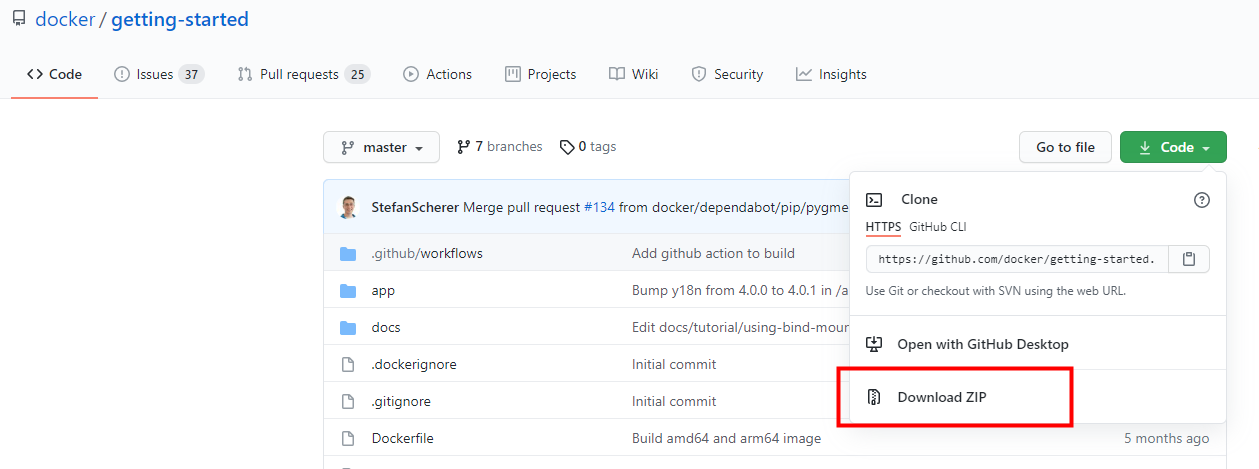 docker / getting-started
Code Issues 37 Pull requests 25 Actions Projects Wiki Security Insights
master 7 branches 0 tags Go to file Code
StefanScherer Merge pull request #134 from docker/dependabot/pip/pygme
.github/workflows Add github action to build
app Bump y18n from 4.0.0 to 4.0.1 in /a
docs Edit docs/tutorial/using-bind-mour
.dockerignore Initial commit
.gitignore Initial commit
Dockerfile Build amd64 and arm64 image 5 months ago
Clone
HTTPS GitHub CLI
https://github.com/docker/getting-started.
Use Git or checkout with SVN using the web URL.
Open with GitHub Desktop
Download ZIP